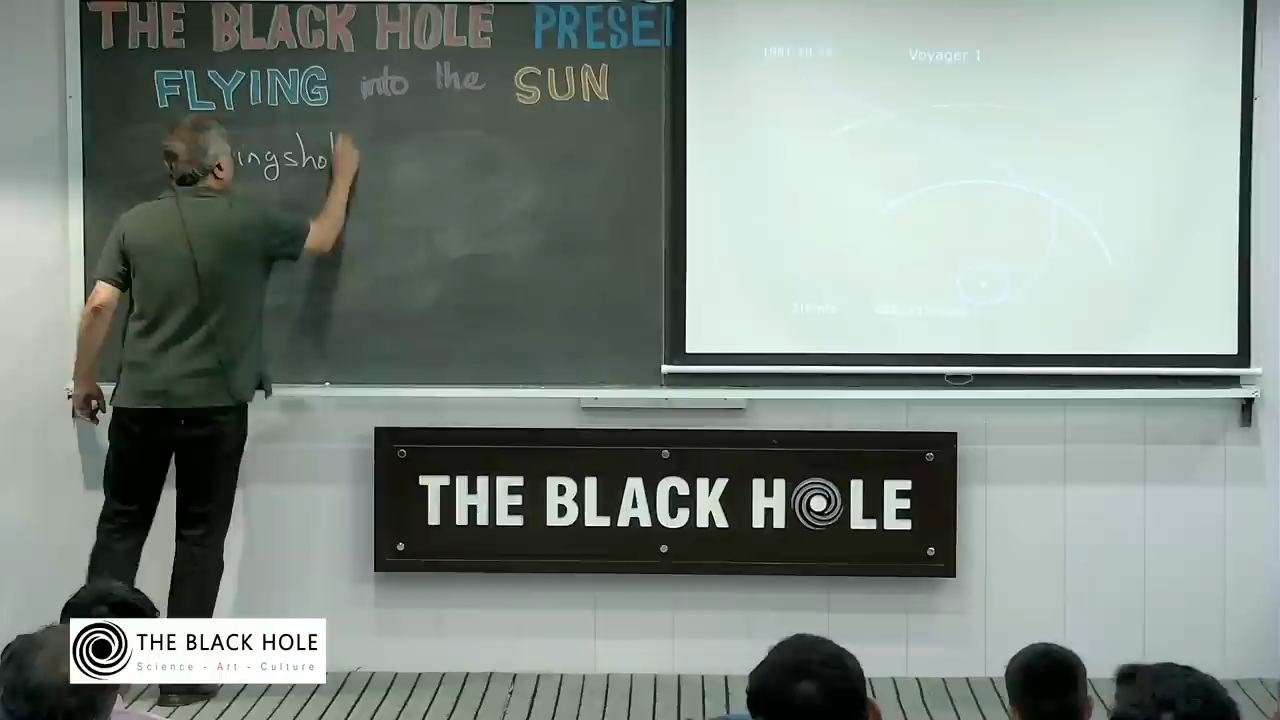 THE BLACK HOLE PRESE
FLYING into the SUN
ingsho
Voyager 1
THE BLACK HOLE
THE BLACK HOLE
Science - Art - Culture